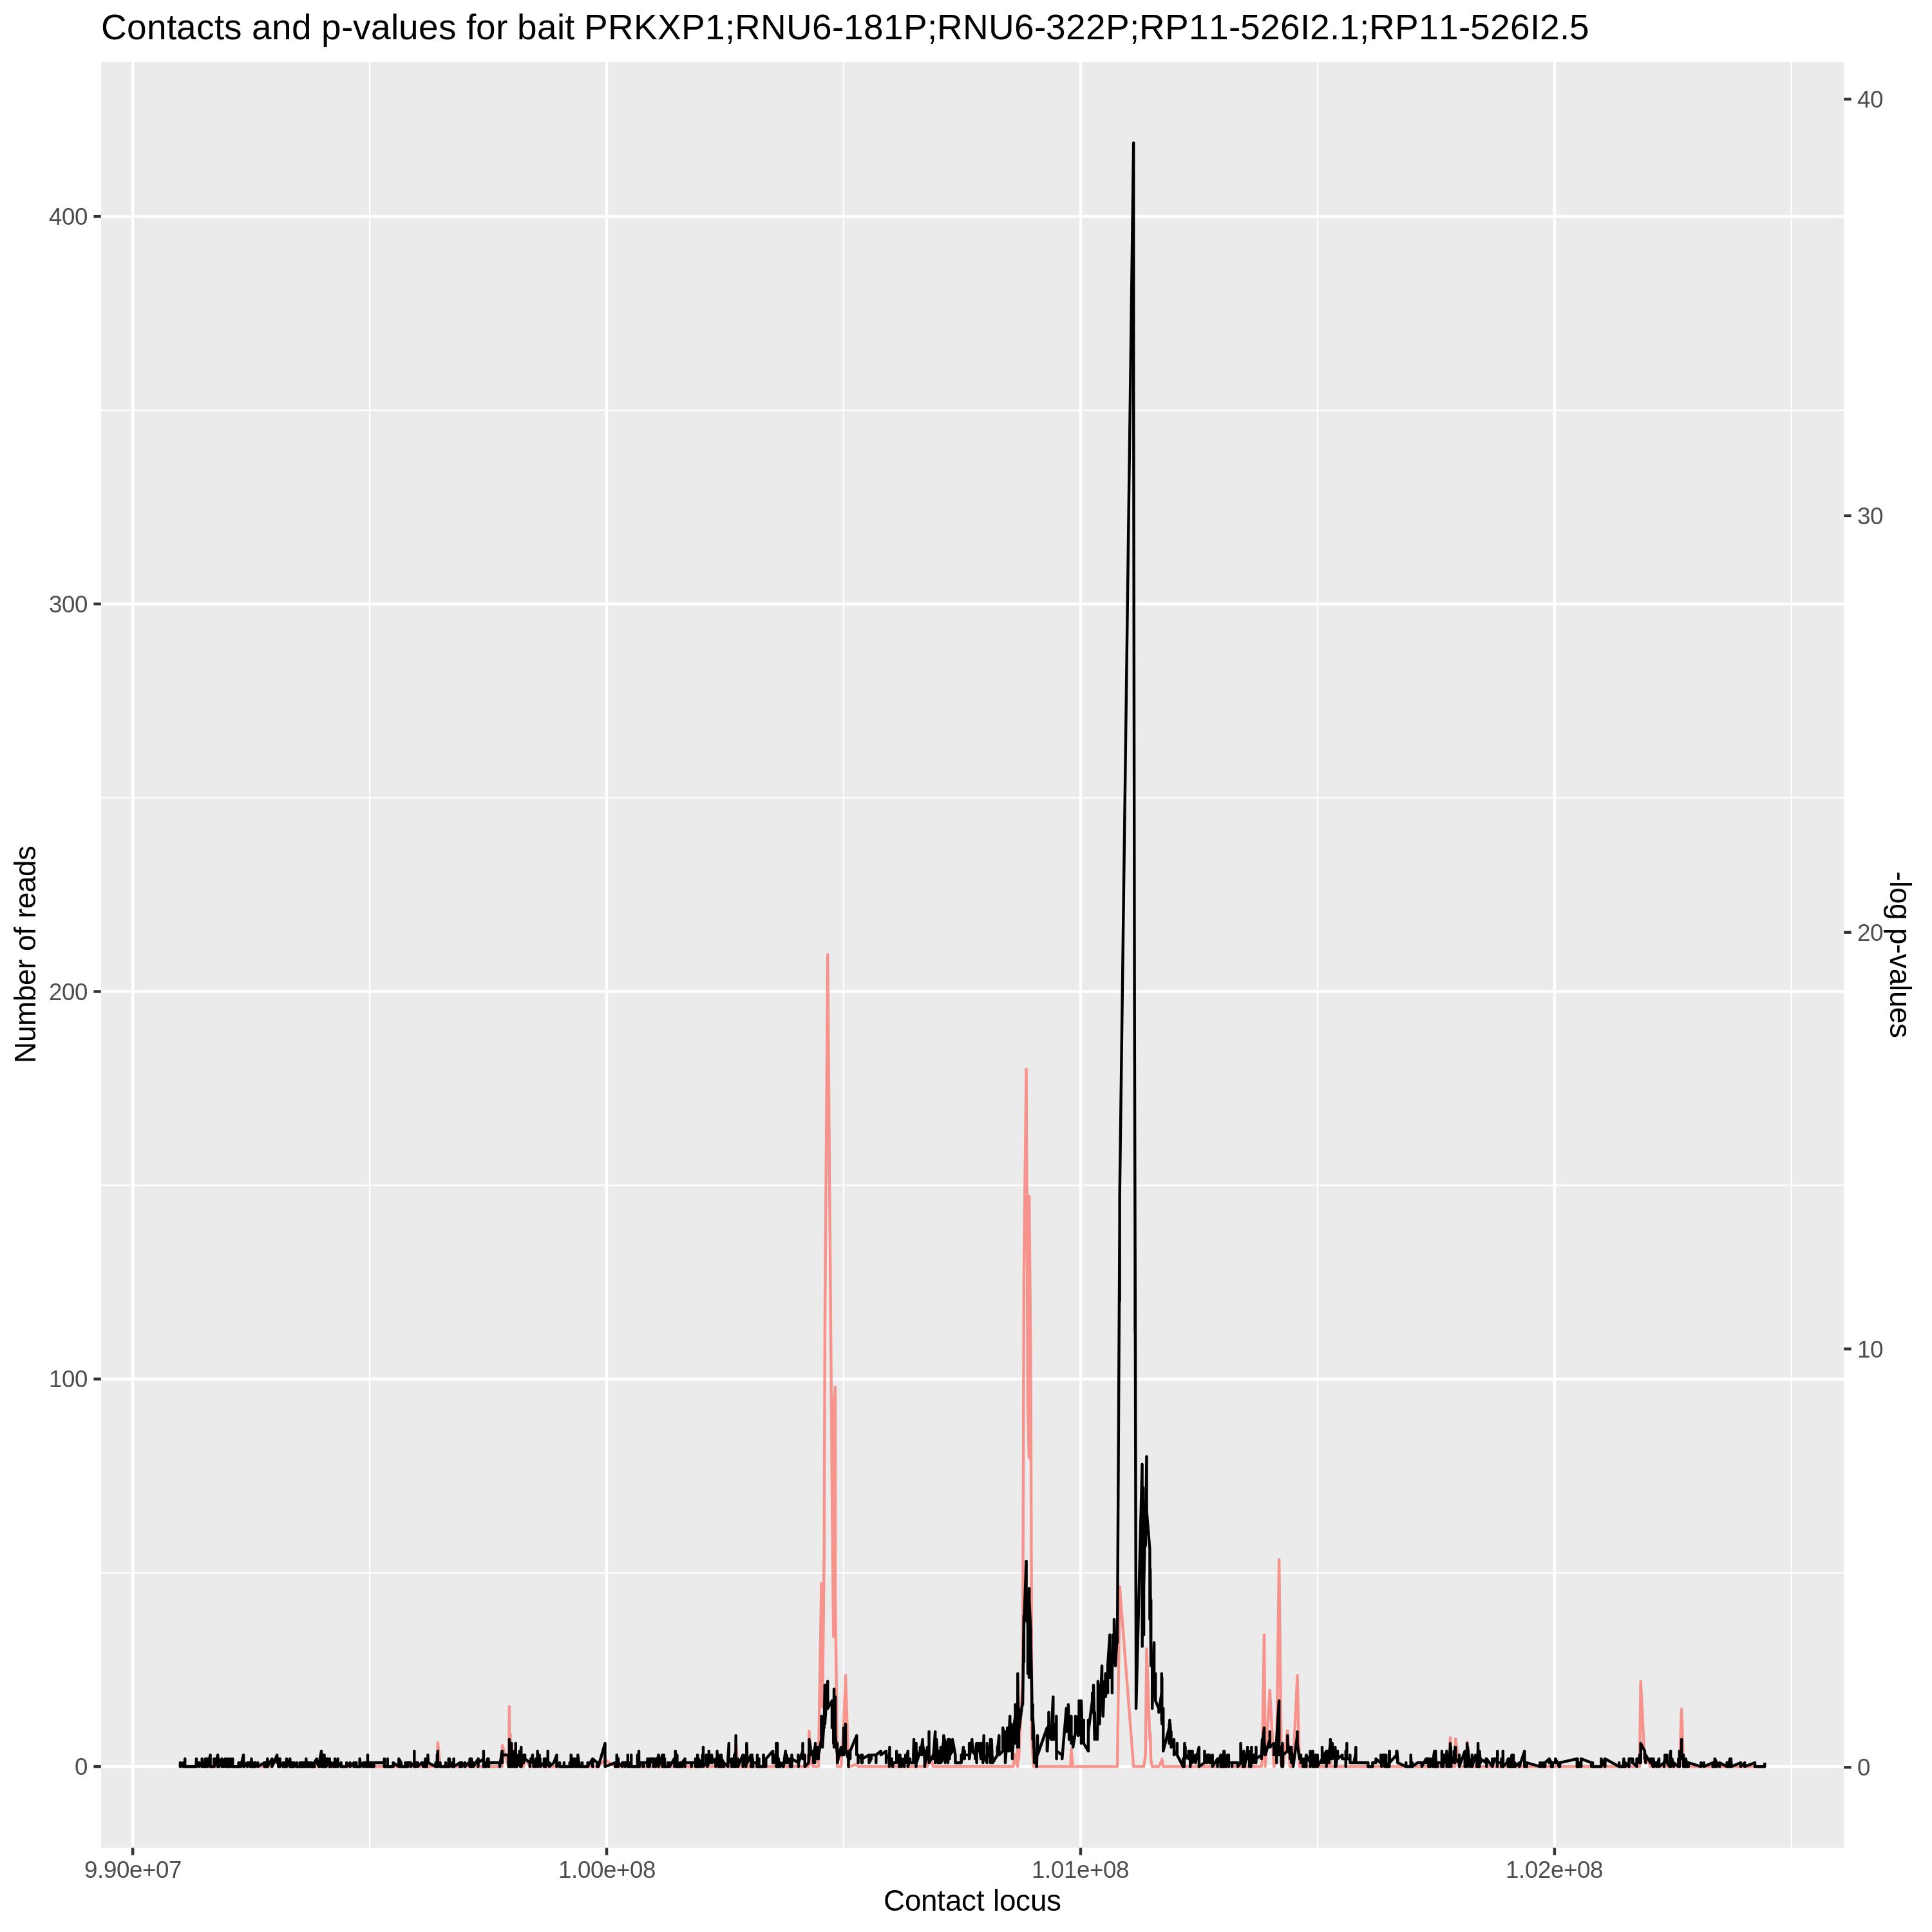 Contacts and p-values for bait PRKXP1;RNU6-181P;RNU6-322P;RP11-526I2.1;RP11-526I2.5
Number of reads
400
300
200
100
0
40
30
20
10
0
-log p-values
9.90e+07 1.00e+08 1.01e+08 1.02e+08
Contact locus